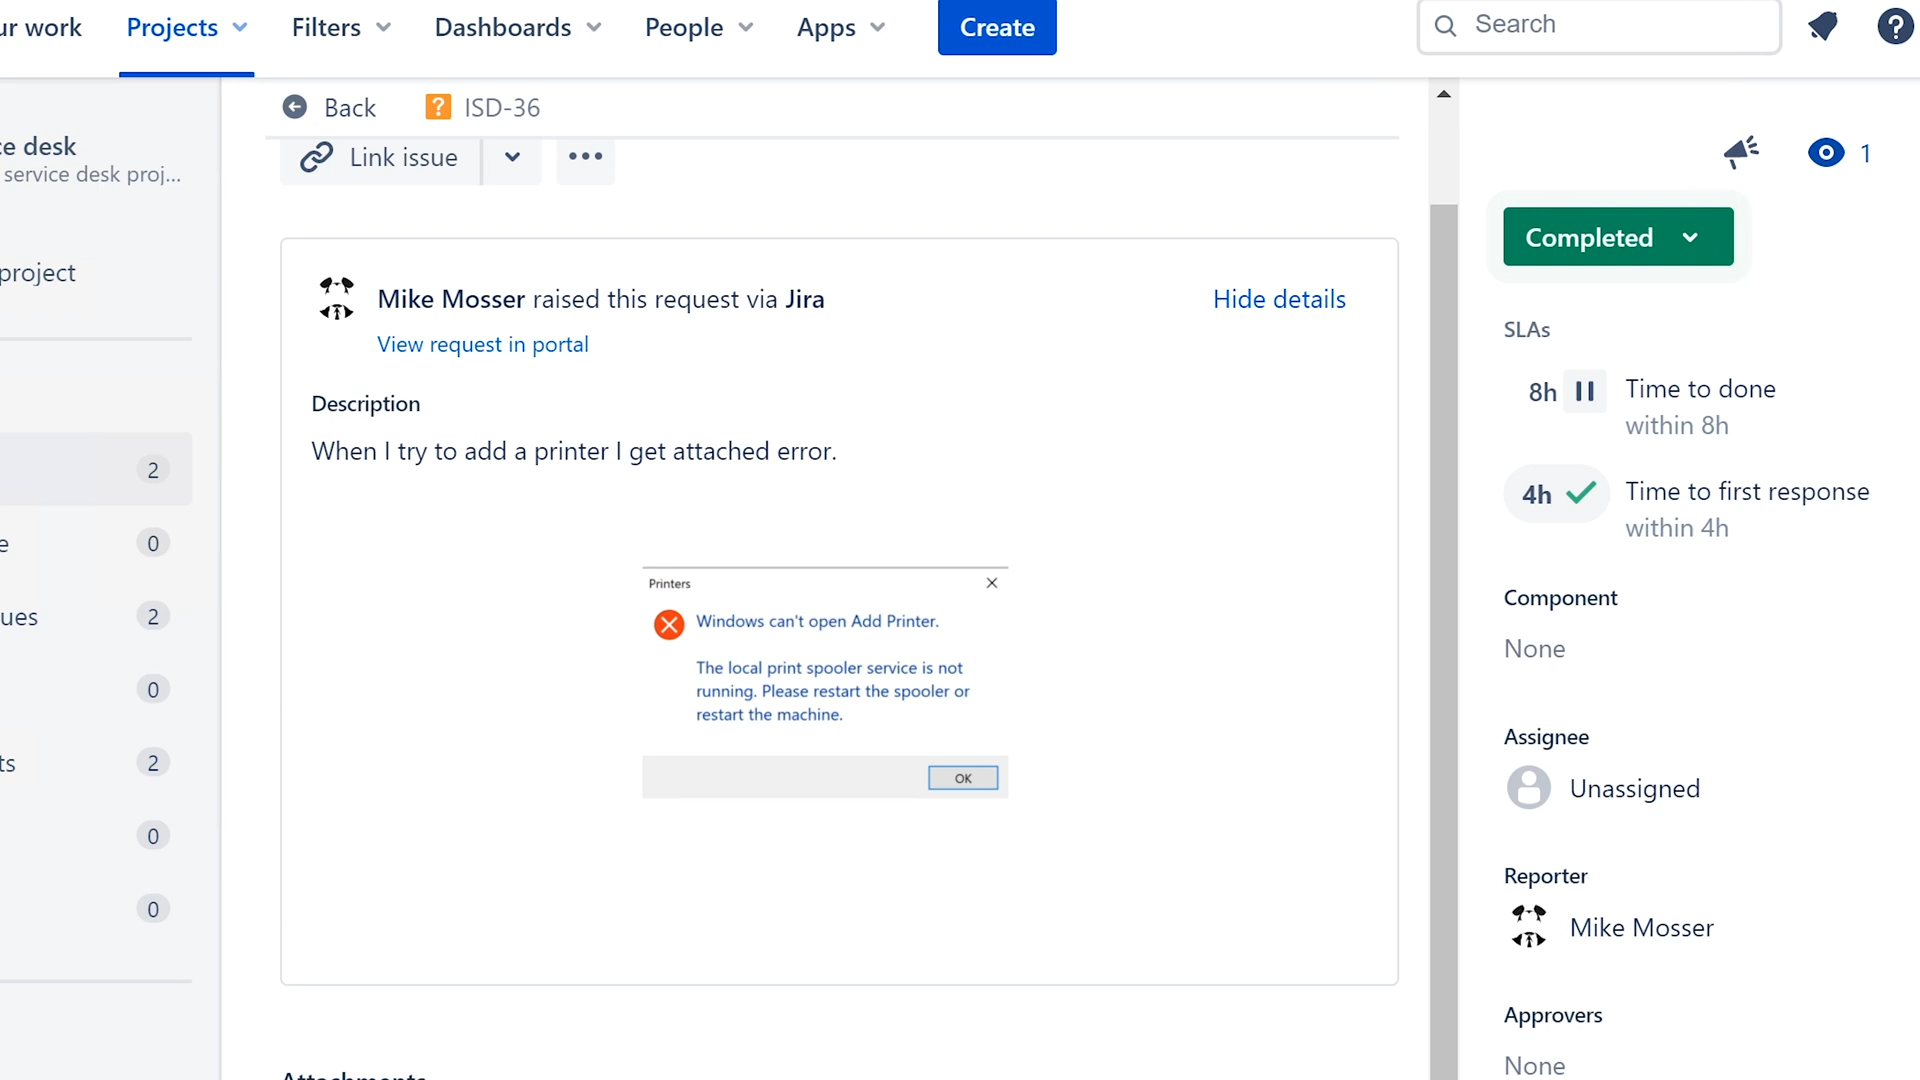 ur work
Projects
Filters
Dashboards
People
Apps
Create
Search
?
ce desk
service desk proj...
project
2
e
0
ues
2
0
ts
2
0
0
Back
? ISD-36
Link issue
Mike Mosser raised this request via Jira
Hide details
View request in portal
Description
When I try to add a printer I get attached error.
Printers
Windows can't open Add Printer.
The local print spooler service is not
running. Please restart the spooler or
restart the machine.
OK
Attachments
1
Completed
SLAs
8h
Time to done
within 8h
4h
Time to first response
within 4h
Component
None
Assignee
Unassigned
Reporter
Mike Mosser
Approvers
None